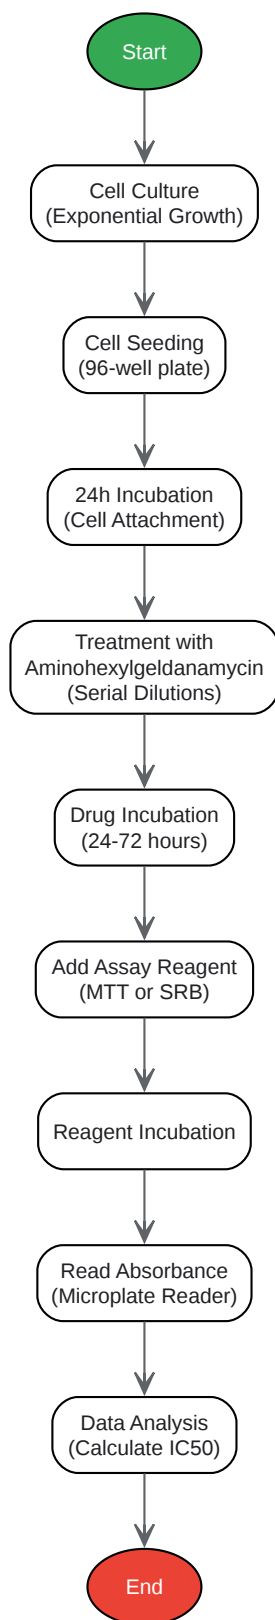 Start
Cell Culture
(Exponential Growth)
Cell Seeding
(96-well plate)
24h Incubation
(Cell Attachment)
Treatment with
Aminohexylgeldanamycin
(Serial Dilutions)
Drug Incubation
(24-72 hours)
Add Assay Reagent
(MTT or SRB)
Reagent Incubation
Read Absorbance
(Microplate Reader)
Data Analysis
(Calculate IC50)
End